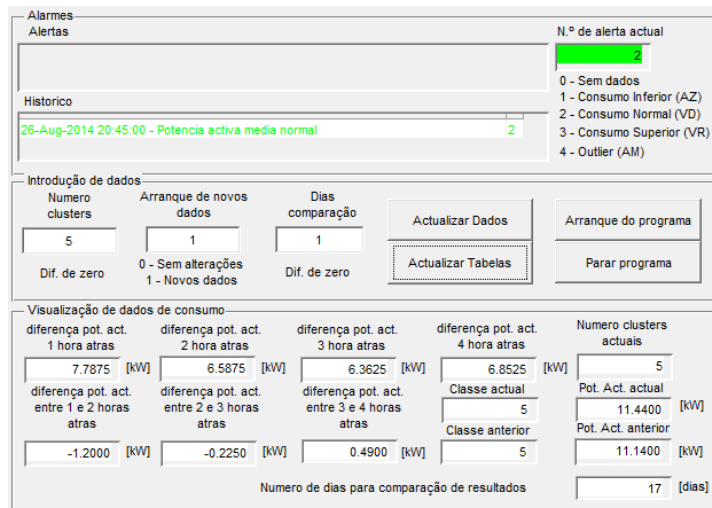 Alarmes
Alertas
N.º de alerta actual
2
0 - Sem dados
1 - Consumo Inferior (AZ)
2 - Consumo Normal (VD)
3 - Consumo Superior (VR)
4 - Outlier (AM)
Historico
26-Aug-2014 20:45:00 - Potencia activa media normal 2
Introdução de dados
Numero clusters
5
Dif. de zero
Arranque de novos dados
1
0 - Sem alterações
1 - Novos dados
Dias comparação
1
Dif. de zero
Actualizar Dados
Arranque do programa
Actualizar Tabelas
Parar programa
Visualização de dados de consumo
diferença pot. act. 1 hora atras
7.7875 [kW]
diferença pot. act. 2 hora atras
6.5875 [kW]
diferença pot. act. 3 hora atras
6.3625 [kW]
diferença pot. act. 4 hora atras
6.8525 [kW]
Numero clusters actuais
5
diferença pot. act. entre 1 e 2 horas atras
-1.2000 [kW]
diferença pot. act. entre 2 e 3 horas atras
-0.2250 [kW]
diferença pot. act. entre 3 e 4 horas atras
0.4900 [kW]
Classe actual
5
Classe anterior
5
Pot. Act. actual
11.4400 [kW]
Pot. Act. anterior
11.1400 [kW]
Numero de dias para comparação de resultados 17 [dias]